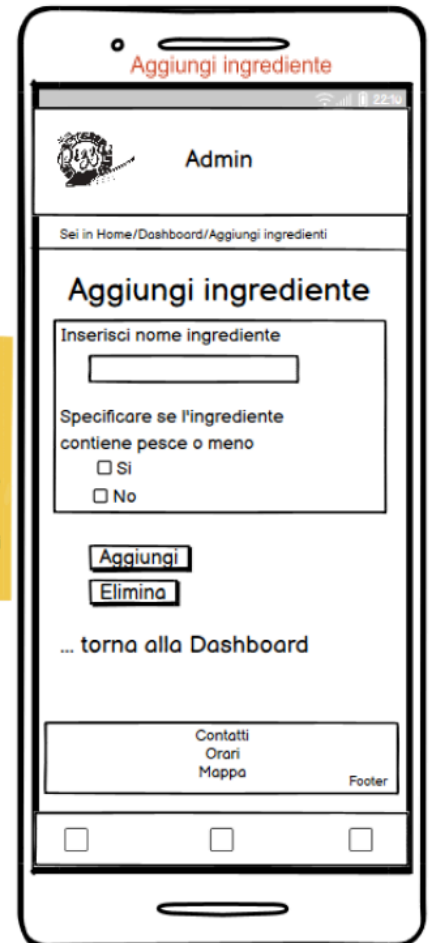 Aggiungi ingrediente
22:10
Admin
Sei in Home/Dashboard/Aggiungi ingredienti
Aggiungi ingrediente
Inserisci nome ingrediente
Specificare se l'ingrediente
contiene pesce o meno
Si
No
Aggiungi
Elimina
... torna alla Dashboard
Contatti
Orari
Mappa
Footer